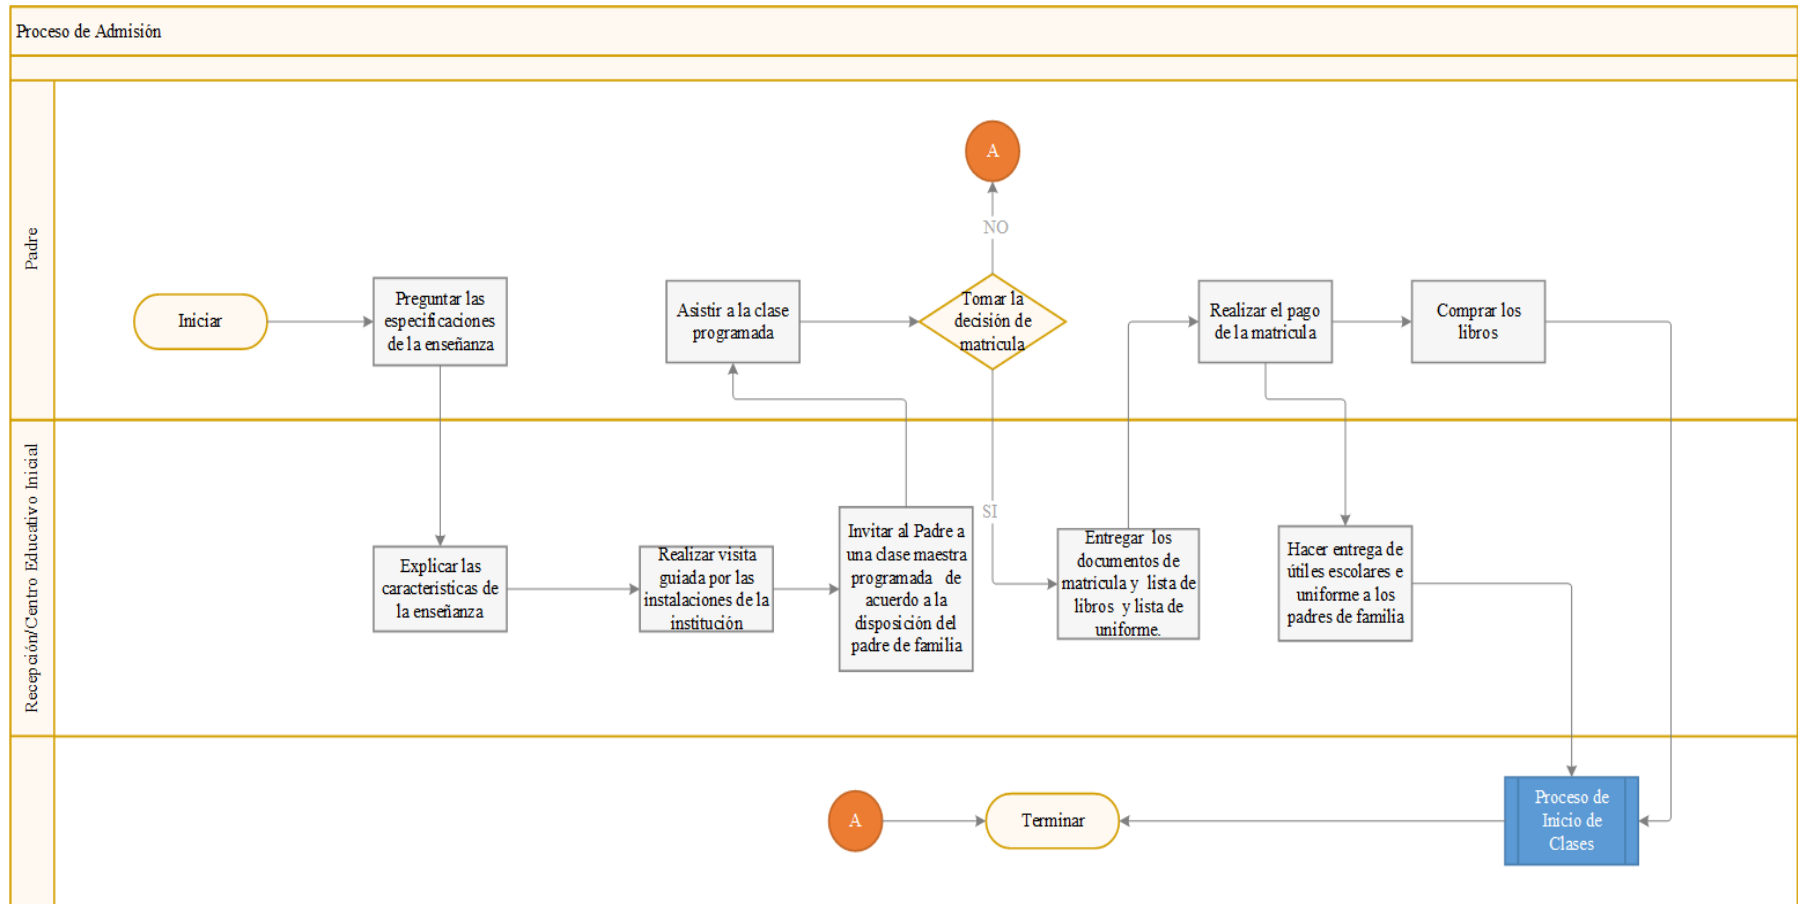 Proceso de Admisión
Padre
A
NO
Iniciar
Preguntar las
especificaciones
de la enseñanza
Asistir a la clase
programada
Tomar la
decisión de
matricula
Realizar el pago
de la matricula
Comprar los
libros
Recepción/Centro Educativo Inicial
SI
Explicar las
caracteristicas de
la enseñanza
Realizar visita
guiada por las
instalaciones de la
institución
Invitar al Padre a
una clase maestra
programada de
acuerdo a la
disposición del
padre de familia
Entregar los
documentos de
matricula y lista de
libros y lista de
uniforme.
Hacer entrega de
útiles escolares e
uniforme a los
padres de familia
A
Terminar
Proceso de
Inicio de
Clases